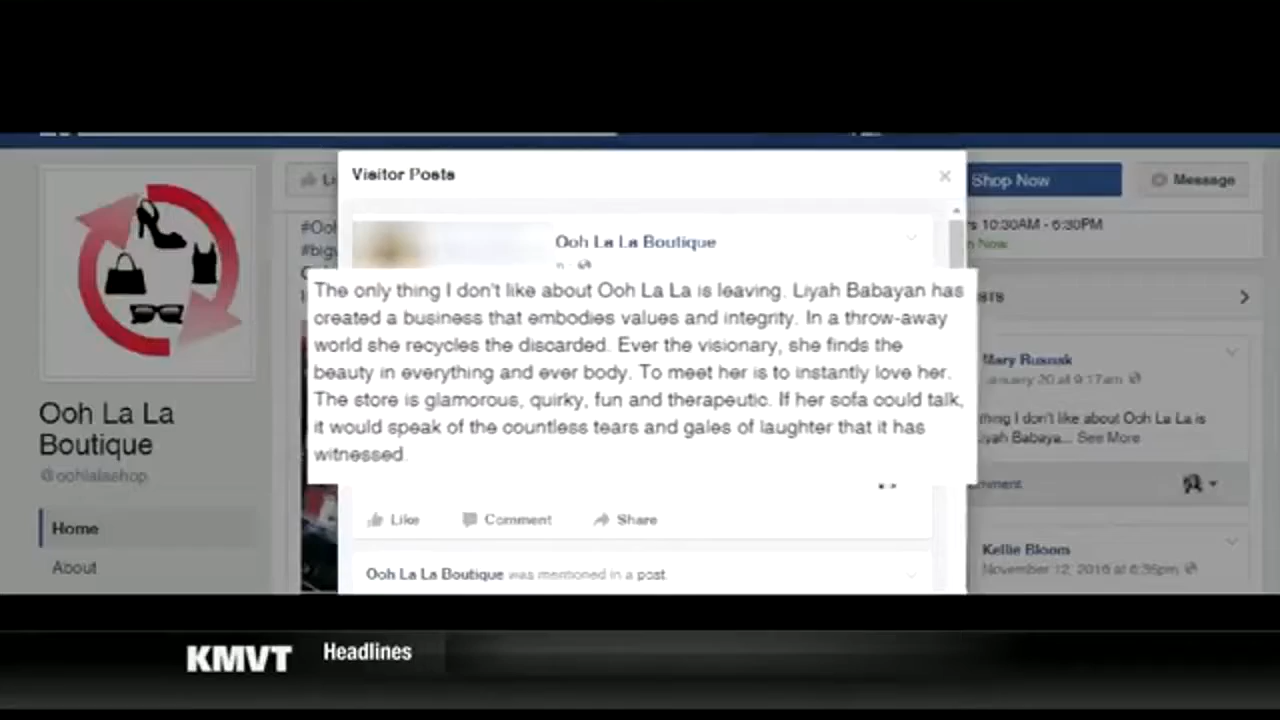 Visitor Posts
×
Shop Now
Message
Ooh La La Boutique
10:30AM - 6:30PM
Now
#Ooh
The only thing I don't like about Ooh La La is leaving. Liyah Babayan has
created a business that embodies values and integrity. In a throw-away
world she recycles the discarded. Ever the visionary, she finds the
beauty in everything and ever body. To meet her is to instantly love her.
The store is glamorous, quirky, fun and therapeutic. If her sofa could talk,
it would speak of the countless tears and gales of laughter that it has
witnessed.
Ooh La La
Boutique
@oohlalashop
Home
About
Like Comment Share
Ooh La La Boutique was mentioned in a post.
Mary Rusnak
January 20 at 9:17am
thing I don't like about Ooh La La is
Liyah Babaya... See More
Kellie Bloom
November 12, 2016 at 6:35pm
KMVT Headlines